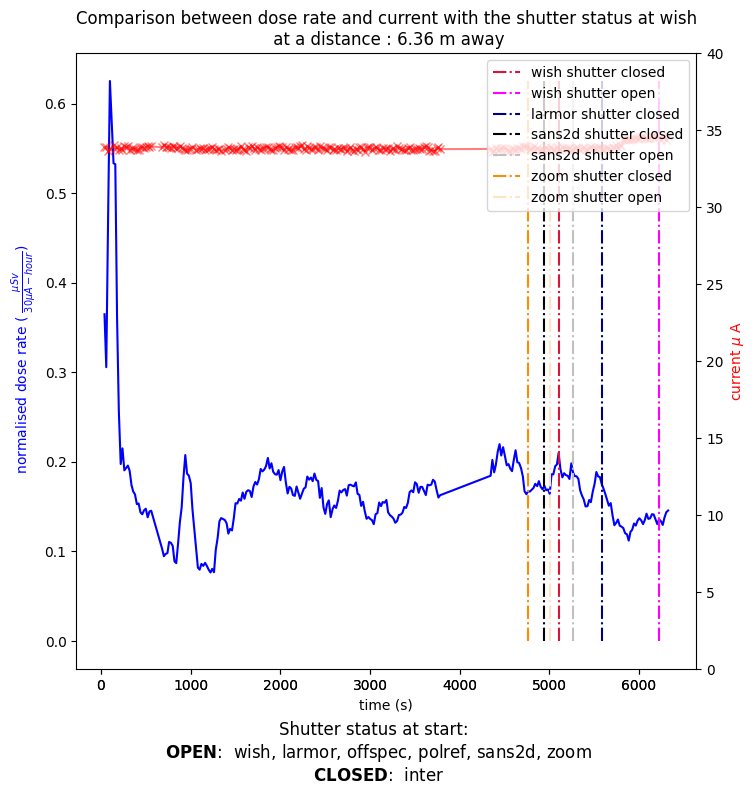 Comparison between dose rate and current with the shutter status at wish
at a distance : 6.36 m away
wish shutter closed
wish shutter open
larmor shutter closed
sans2d shutter closed
sans2d shutter open
zoom shutter closed
zoom shutter open
normalised dose rate ( μSv / 30μA − hour )
0.6
0.5
0.4
0.3
0.2
0.1
0.0
40
35
30
25
20
15
10
5
0
current μ A
0 1000 2000 3000 4000 5000 6000
time (s)
Shutter status at start:
OPEN: wish, larmor, offspec, polref, sans2d, zoom
CLOSED: inter